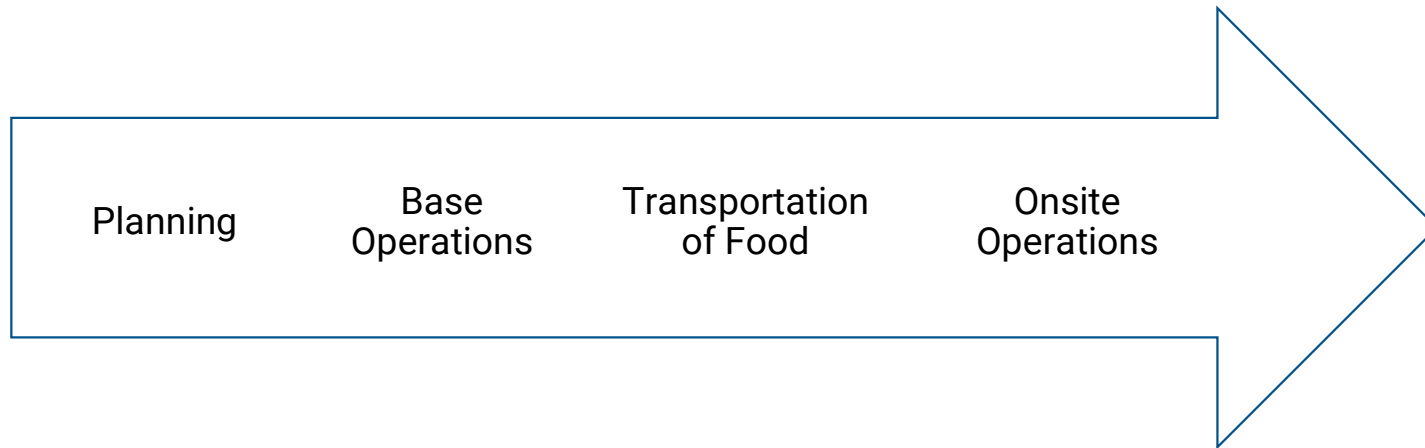 Planning
Base
Operations
Transportation
of Food
Onsite
Operations